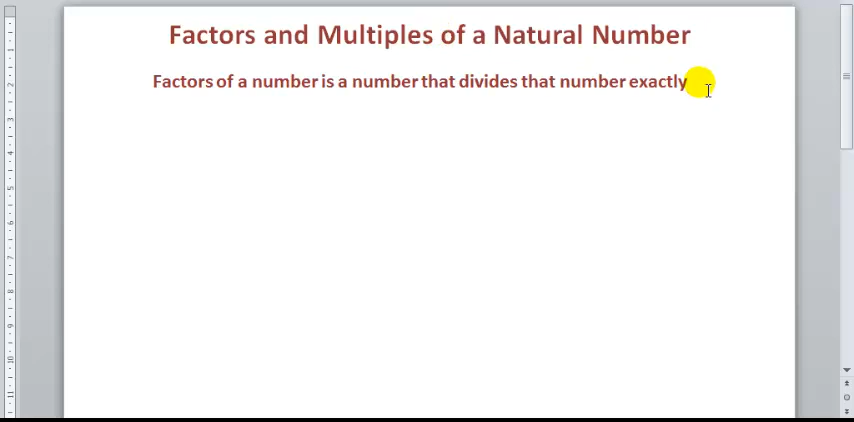 Factors and Multiples of a Natural Number
Factors of a number is a number that divides that number exactly